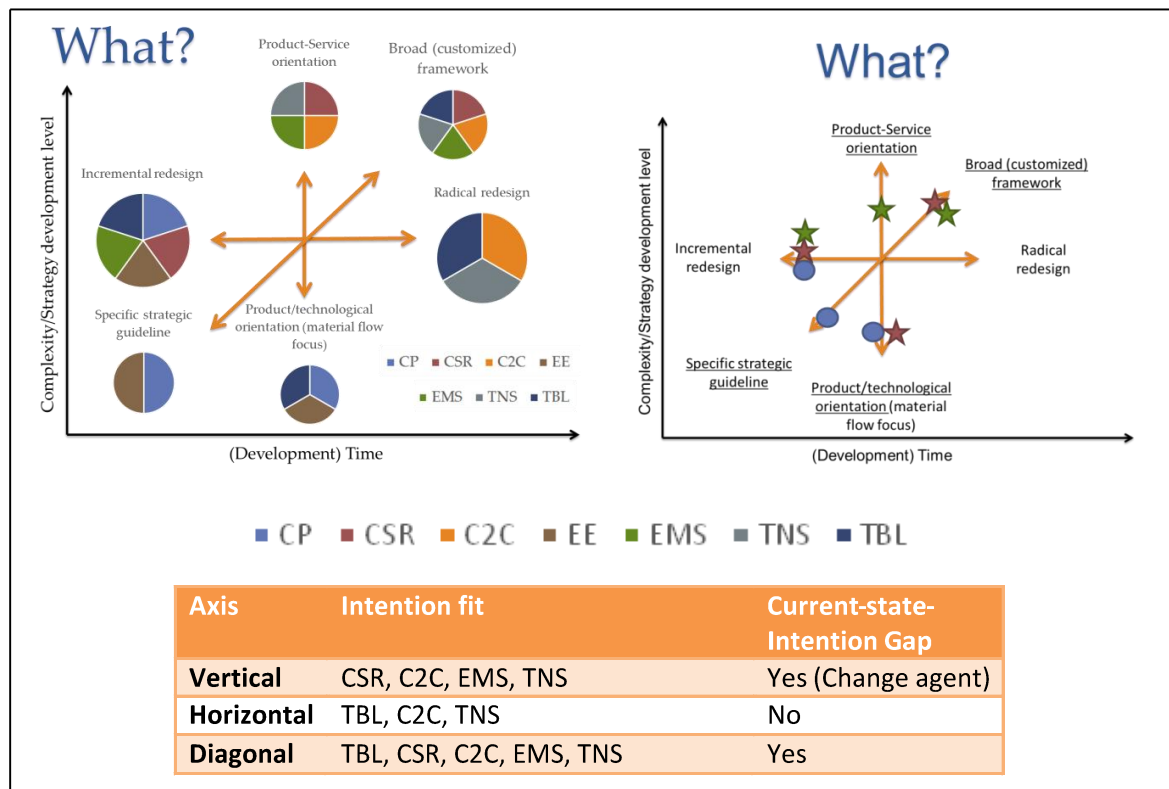 What?
Product-Service
orientation
Broad (customized)
framework
Incremental redesign
Radical redesign
Specific strategic
guideline
Product/technological
orientation (material flow
focus)
CP CSR C2C EE
EMS TNS TBL
Complexity/Strategy development level
(Development) Time
What?
Product-Service
orientation
Broad (customized)
framework
Incremental
redesign
Radical
redesign
Specific strategic
guideline
Product/technological
orientation (material
flow focus)
Complexity/Strategy development level
(Development) Time
CP CSR C2C EE EMS TNS TBL
Axis Intention fit Current-state-
Intention Gap
Vertical CSR, C2C, EMS, TNS Yes (Change agent)
Horizontal TBL, C2C, TNS No
Diagonal TBL, CSR, C2C, EMS, TNS Yes